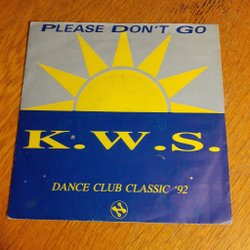 PLEASE DON'T GO
K.W.S.
DANCE CLUB CLASSIC '92